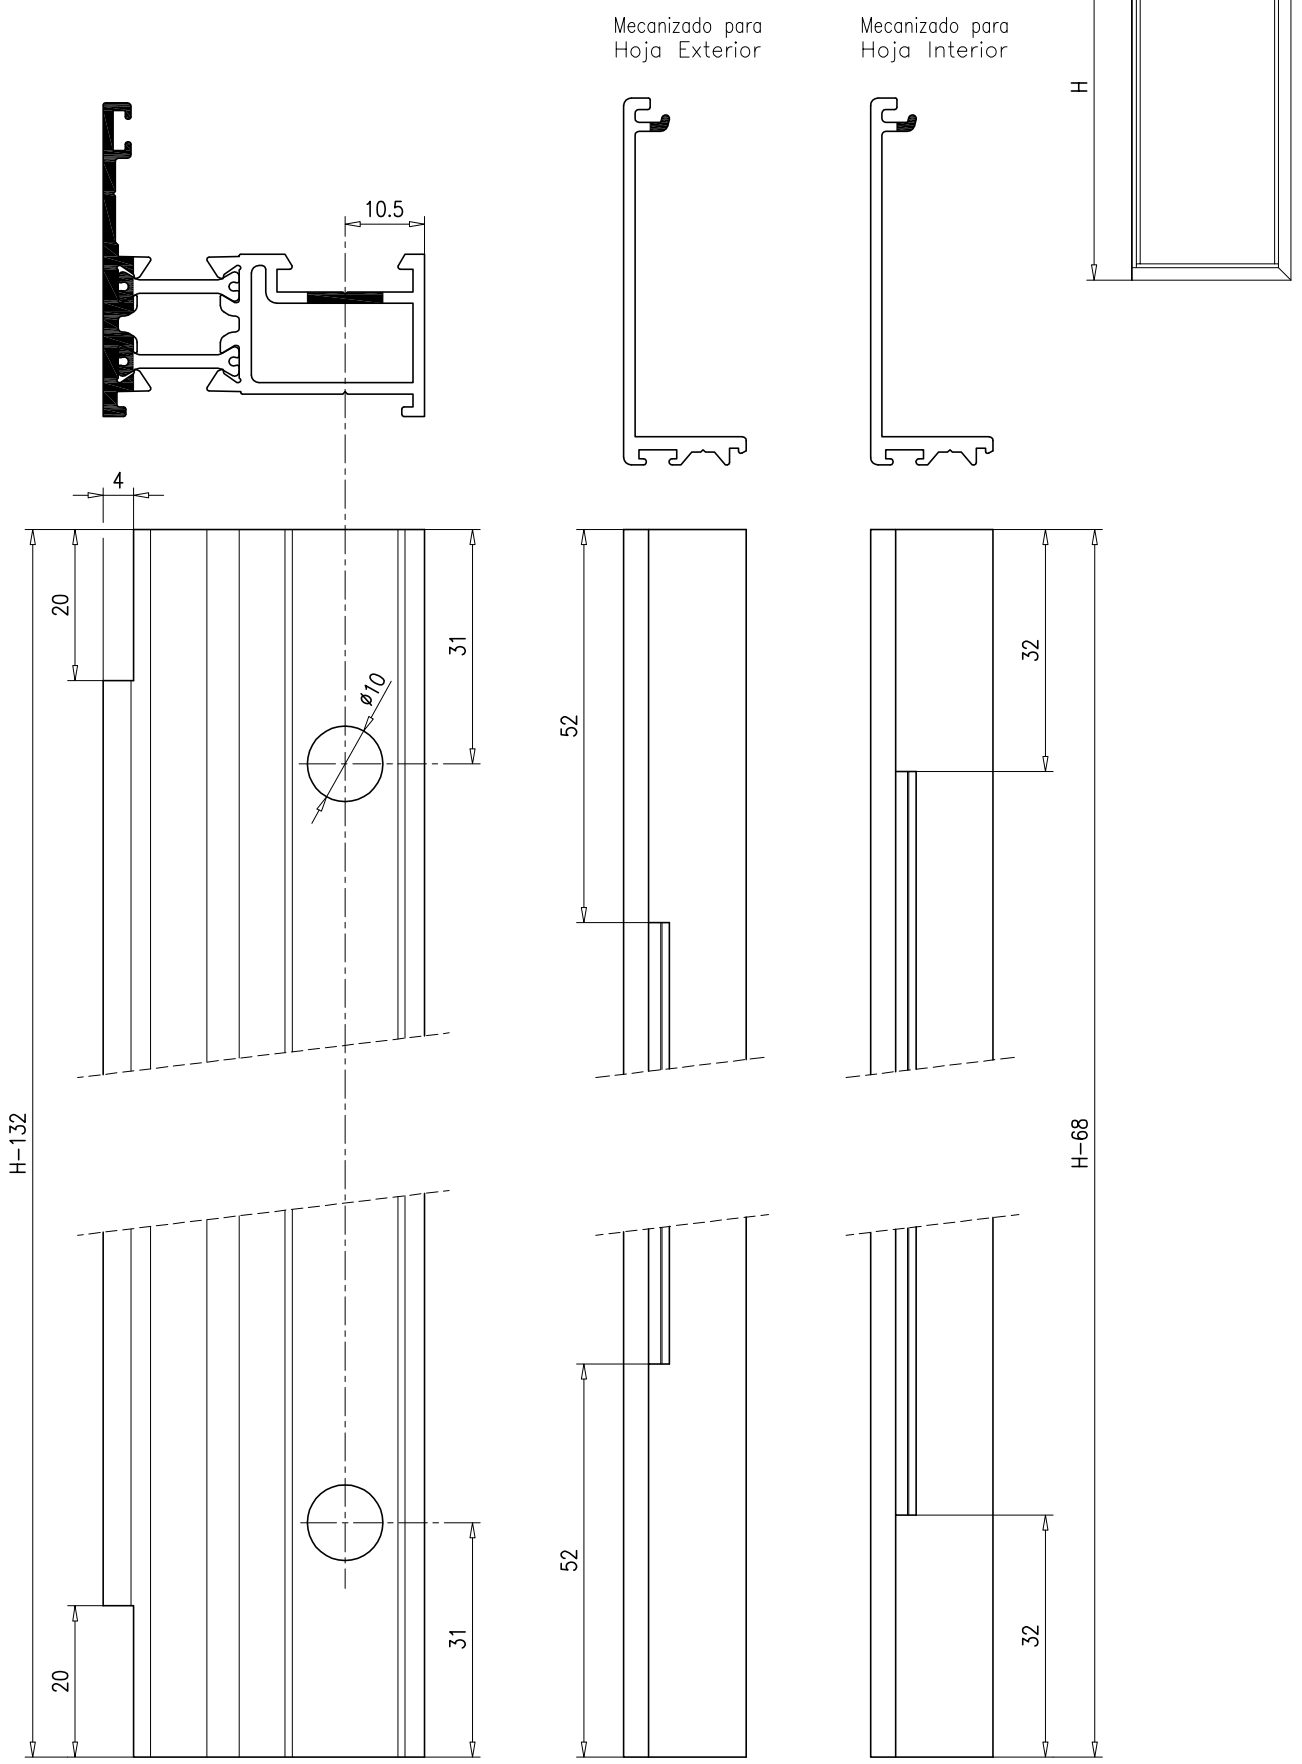 Mecanizado para
Hoja Exterior
Mecanizado para
Hoja Interior
H
10.5
4
20
31
ø10
52
32
H-132
H-68
52
32
31
20